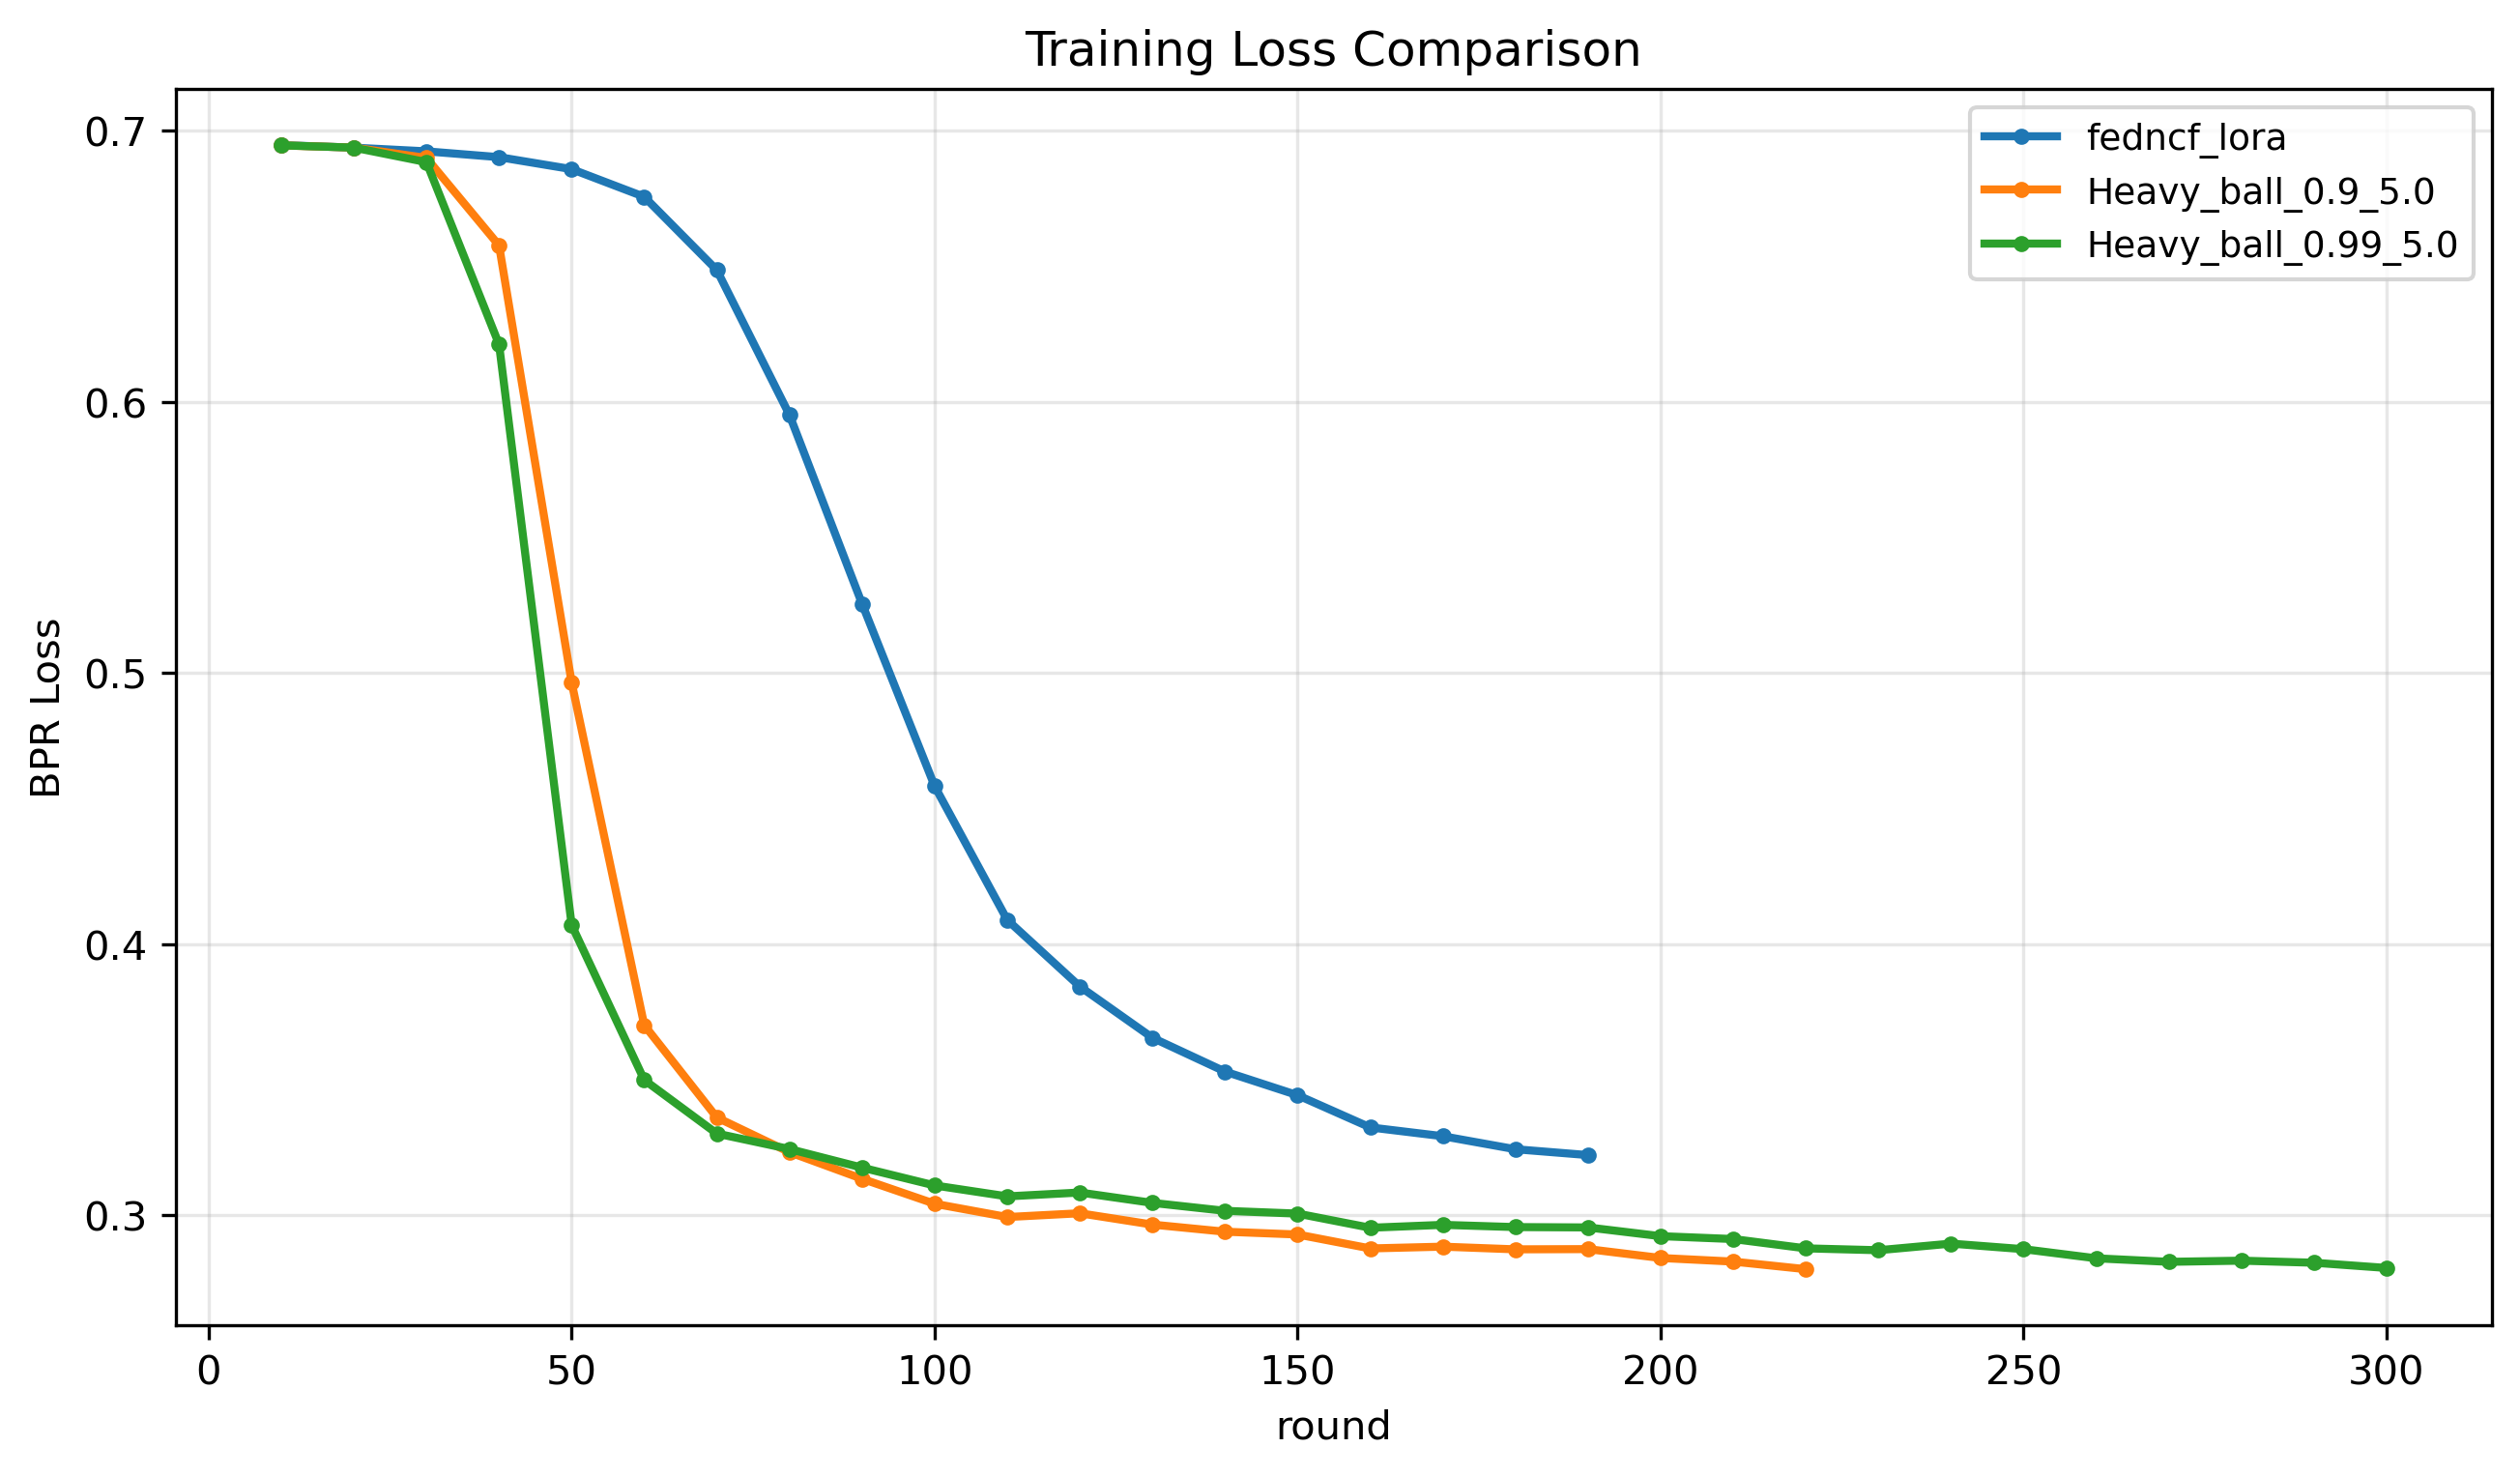 Training Loss Comparison
fedncf_lora
Heavy_ball_0.9_5.0
Heavy_ball_0.99_5.0
BPR Loss
0.7
0.6
0.5
0.4
0.3
0 50 100 150 200 250 300
round